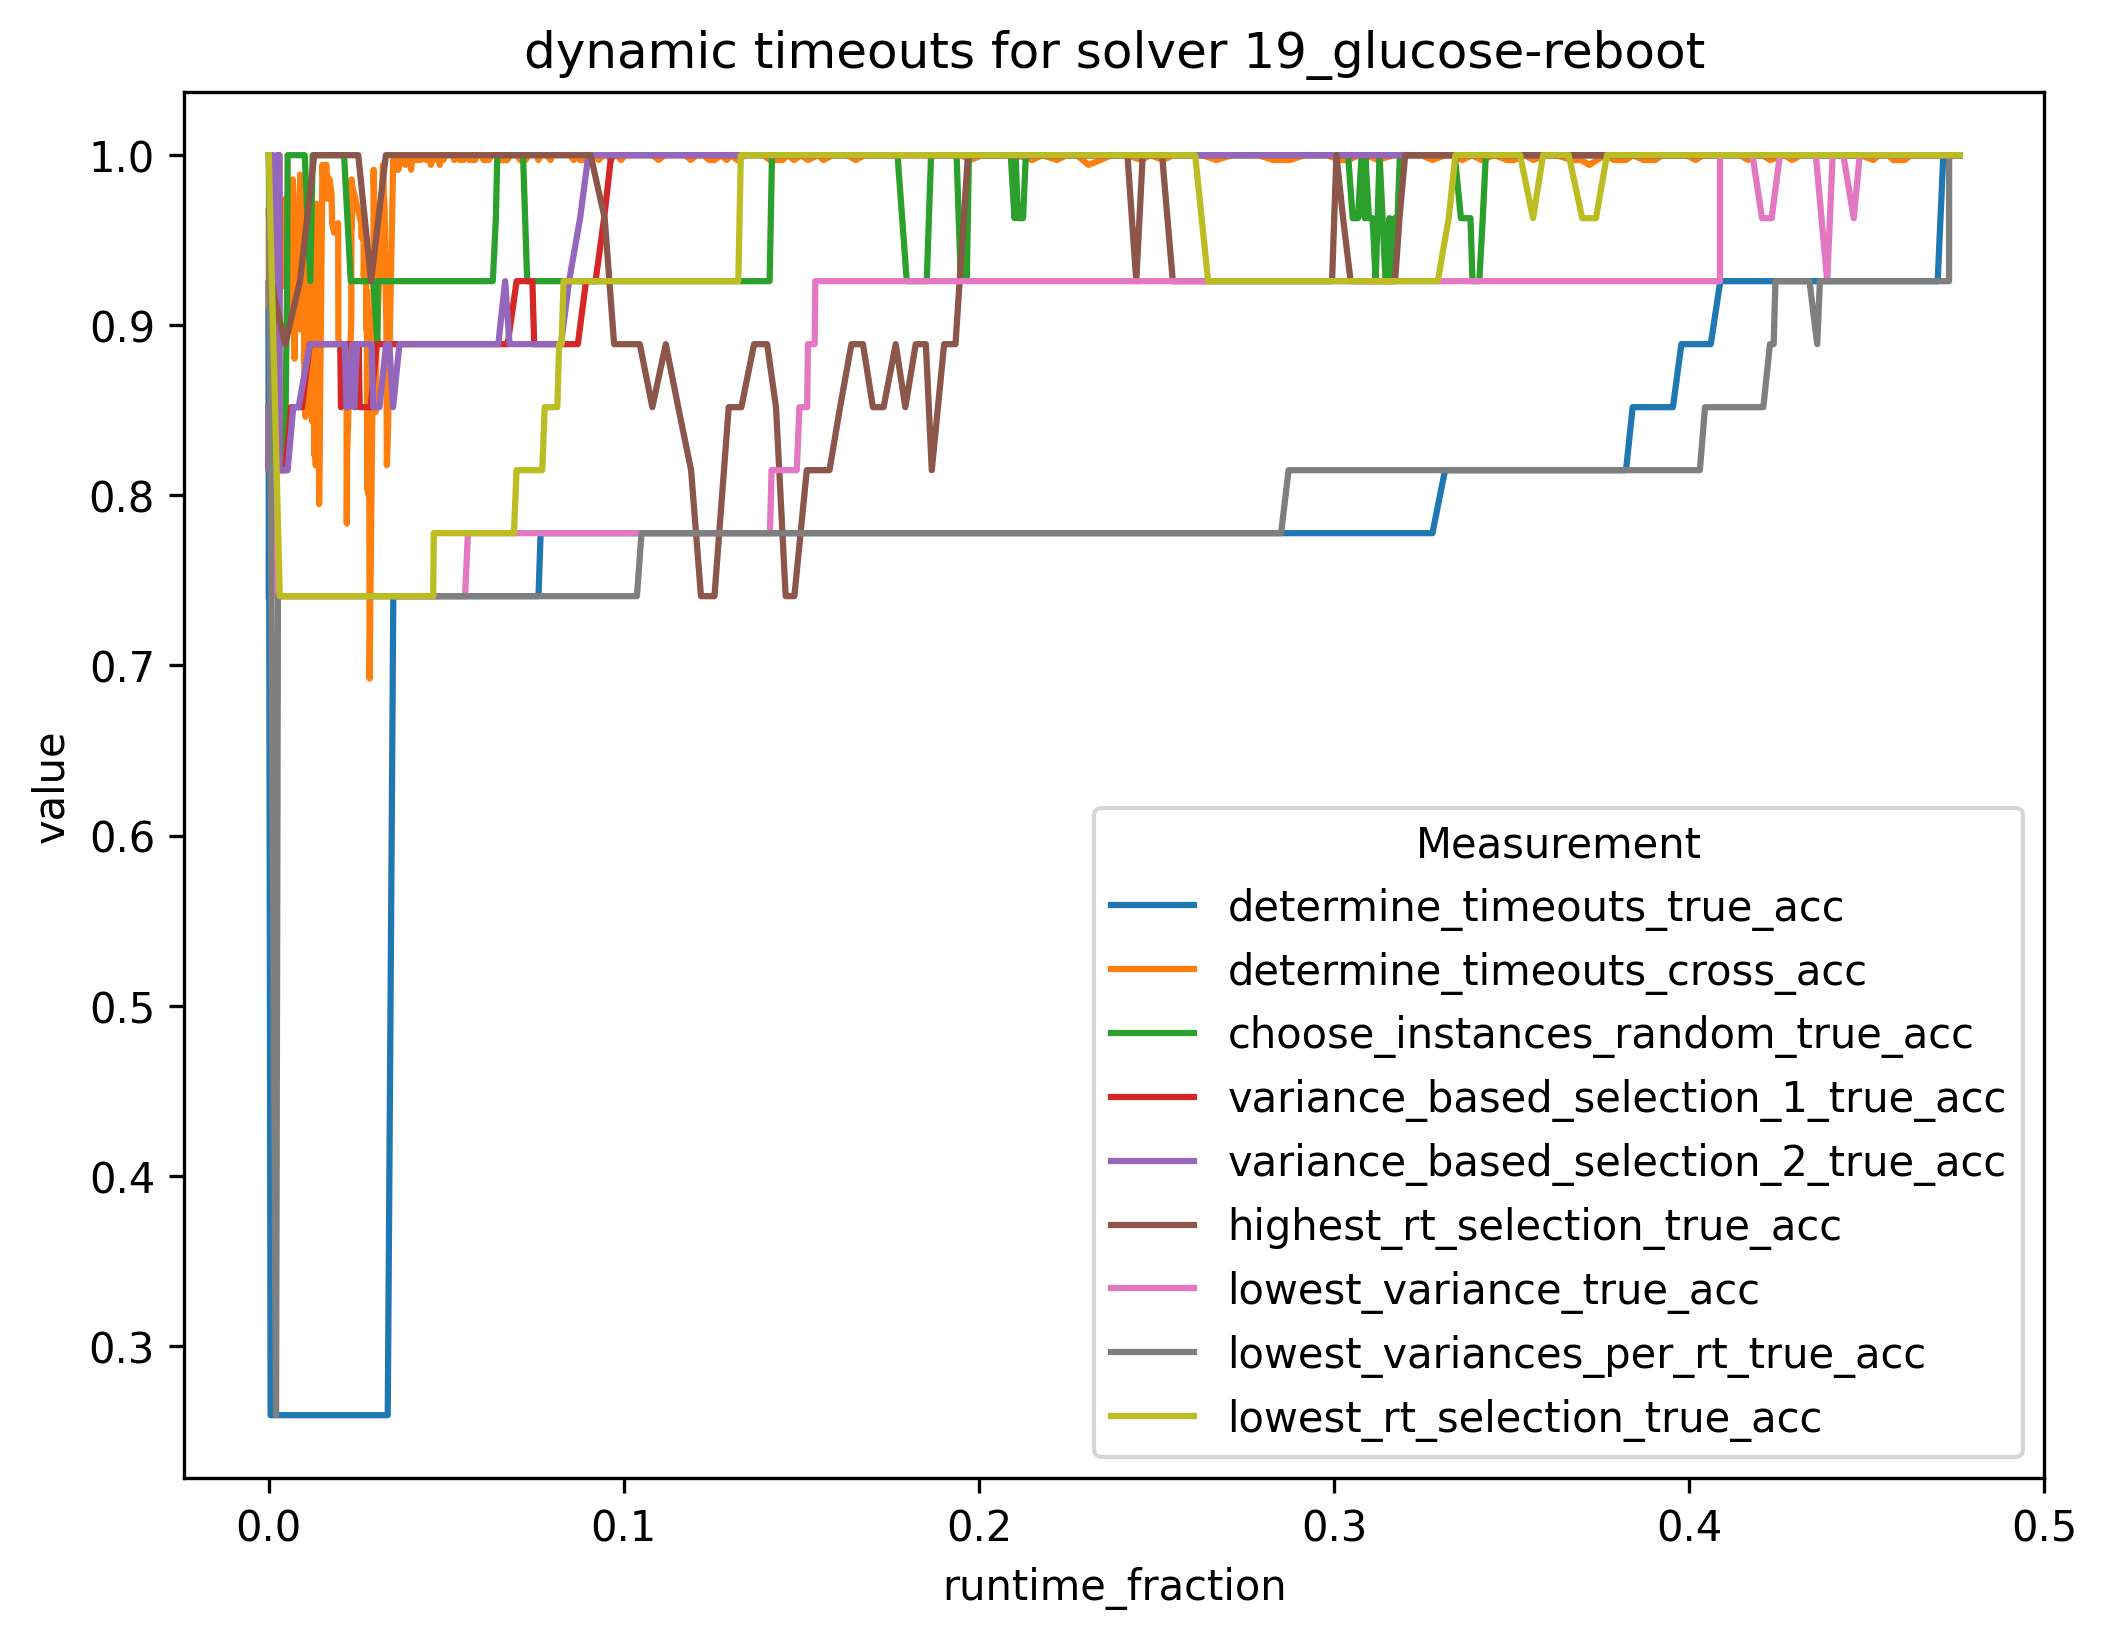 dynamic timeouts for solver 19_glucose-reboot
1.0
0.9
0.8
0.7
0.6
0.5
0.4
0.3
value
Measurement
determine_timeouts_true_acc
determine_timeouts_cross_acc
choose_instances_random_true_acc
variance_based_selection_1_true_acc
variance_based_selection_2_true_acc
highest_rt_selection_true_acc
lowest_variance_true_acc
lowest_variances_per_rt_true_acc
lowest_rt_selection_true_acc
0.0 0.1 0.2 0.3 0.4 0.5
runtime_fraction